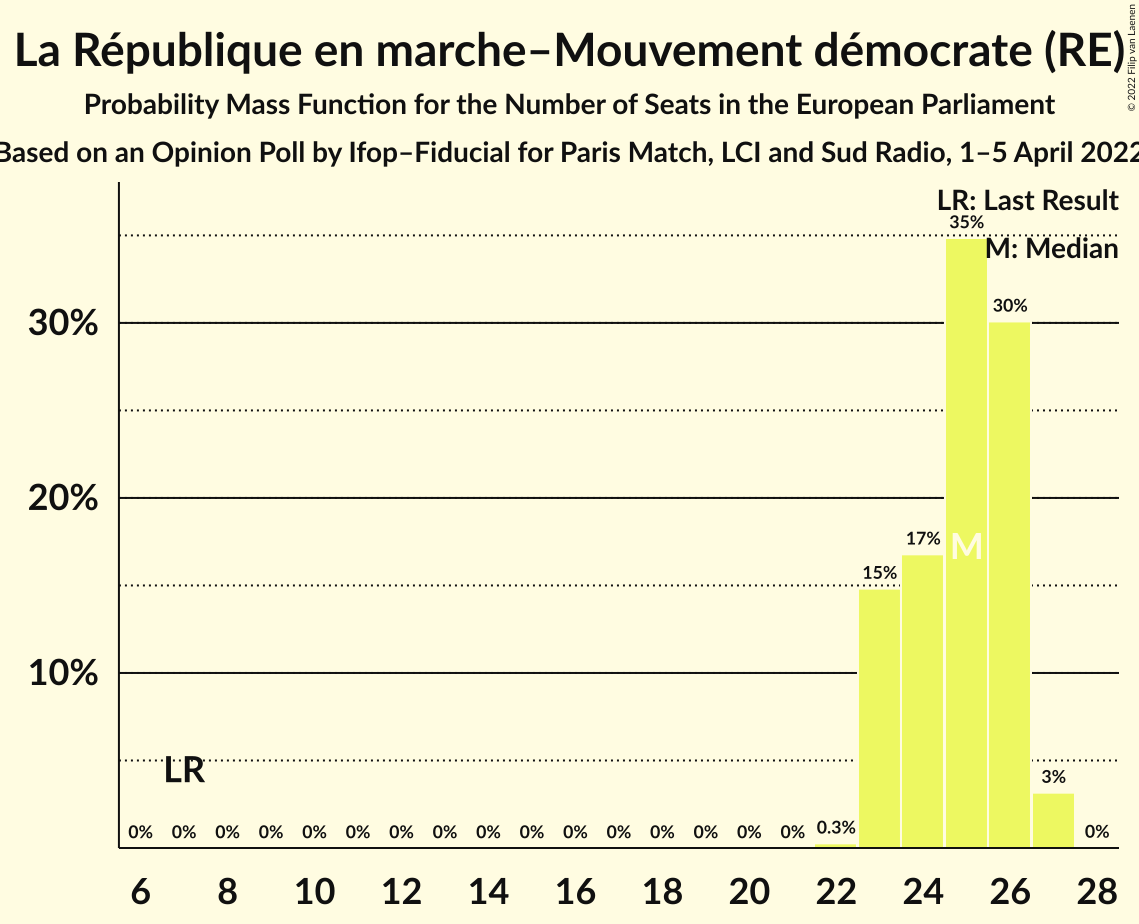 La République en marche–Mouvement démocrate (RE)
© 2022 Filip van Laenen
Probability Mass Function for the Number of Seats in the European Parliament
Based on an Opinion Poll by Ifop–Fiducial for Paris Match, LCI and Sud Radio, 1–5 April 2022
LR: Last Result
35%
M: Median
30%
30%
20%
17%
M
15%
10%
LR
3%
0% 0% 0% 0% 0% 0% 0% 0% 0% 0% 0% 0% 0% 0% 0% 0% 0.3% 0%
6 8 10 12 14 16 18 20 22 24 26 28